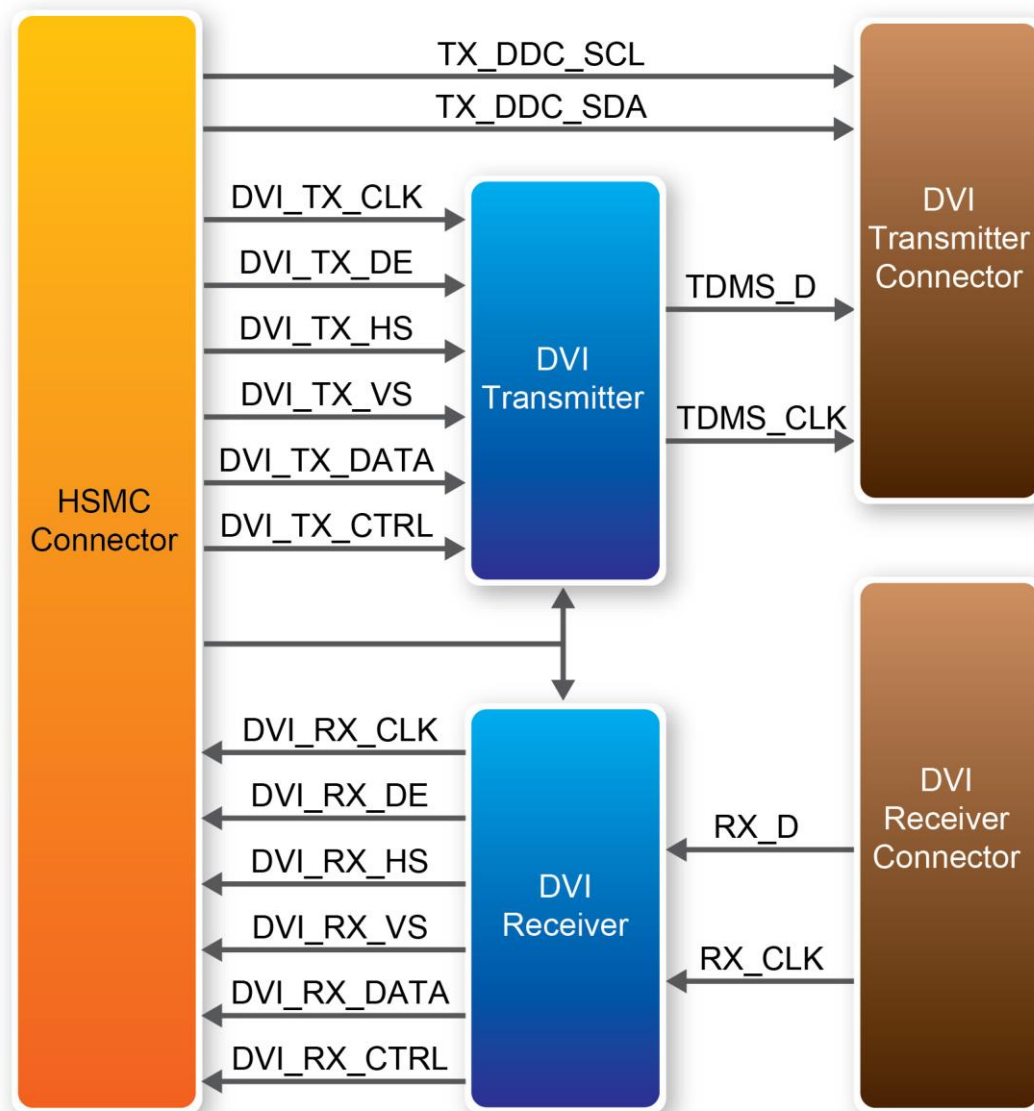 TX_DDC_SCL
TX_DDC_SDA
DVI_TX_CLK
DVI_TX_DE
DVI_TX_HS
DVI_TX_VS
DVI_TX_DATA
DVI_TX_CTRL
HSMC
Connector
DVI
Transmitter
TDMS_D
TDMS_CLK
DVI
Transmitter
Connector
DVI_RX_CLK
DVI_RX_DE
DVI_RX_HS
DVI_RX_VS
DVI_RX_DATA
DVI_RX_CTRL
DVI
Receiver
RX_D
RX_CLK
DVI
Receiver
Connector